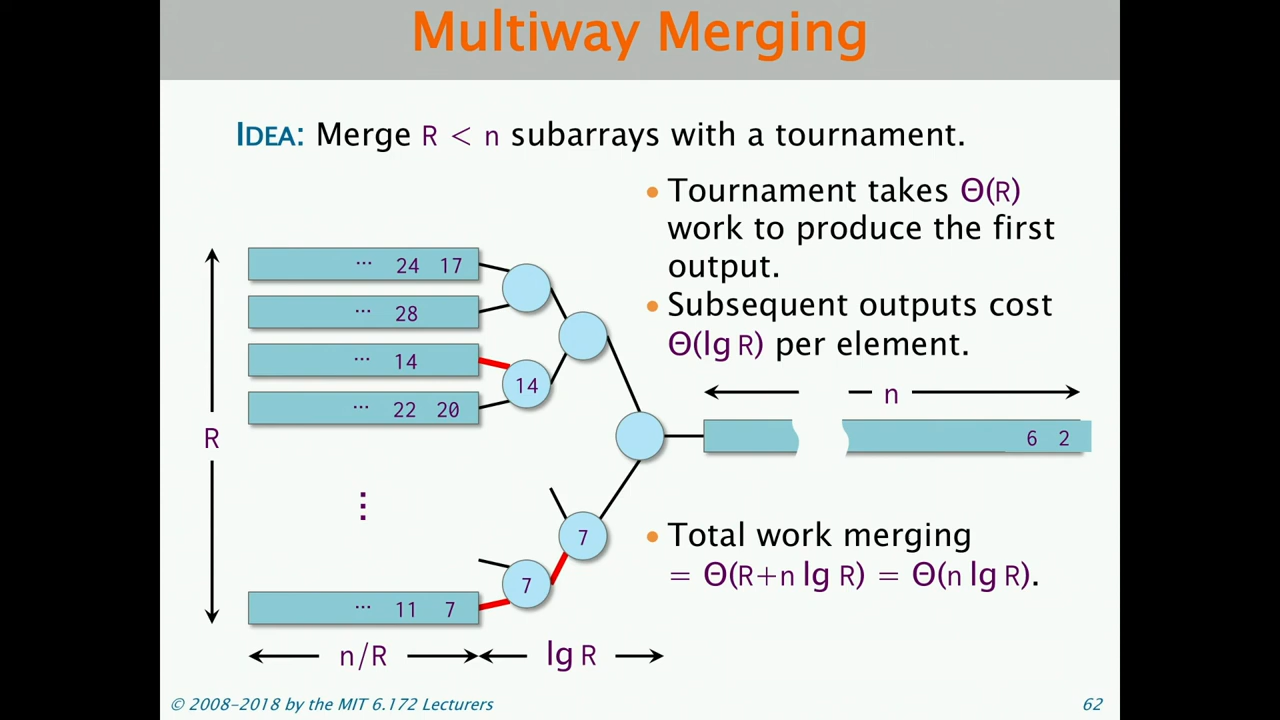 Multiway Merging
IDEA: Merge R < n subarrays with a tournament.
• Tournament takes Θ(R)
work to produce the first
output.
• Subsequent outputs cost
Θ(lg R) per element.
⋯ 24 17
⋯ 28
⋯ 14
14
⋯ 22 20
n
R
6 2
⋮
7
• Total work merging
= Θ(R+n lg R) = Θ(n lg R).
7
⋯ 11 7
n/R
lg R
© 2008–2018 by the MIT 6.172 Lecturers
62